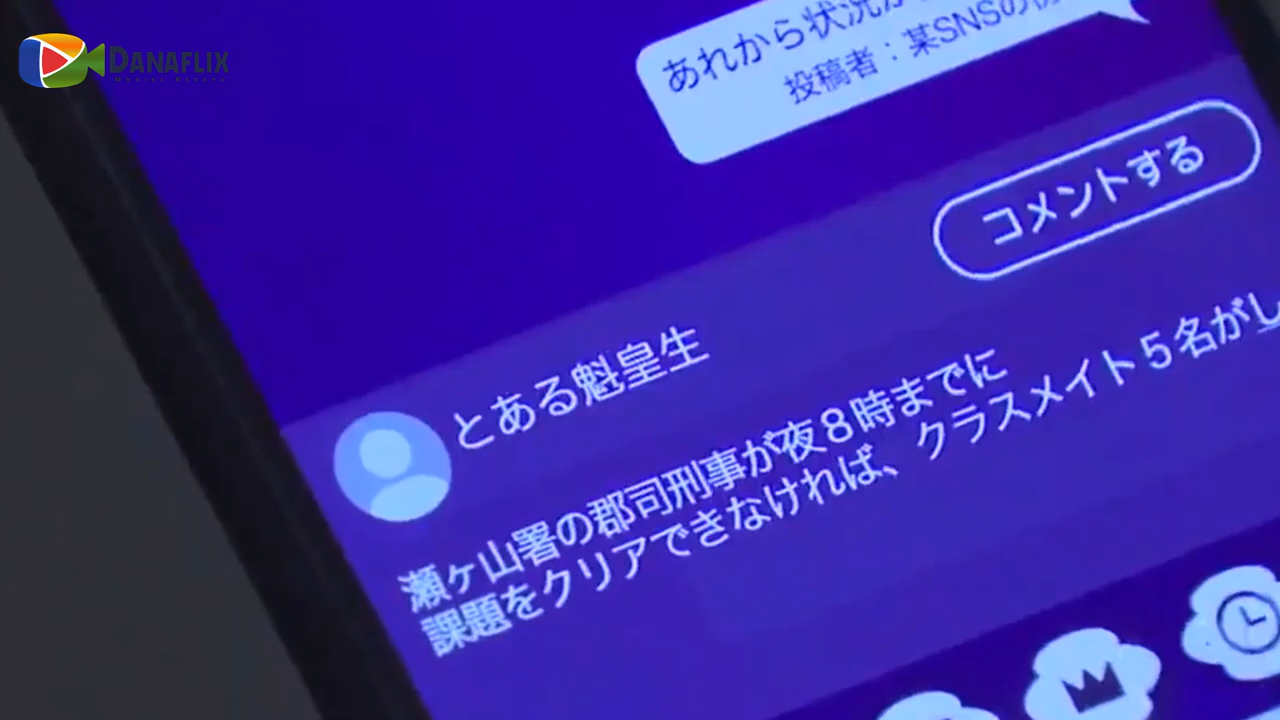 DANAFLIX
あれから状況が
投稿者：某SNSの
コメントする
とある魁皇生
瀬ヶ山署の郡司刑事が夜８時までに
課題をクリアできなければ、クラスメイト５名がし